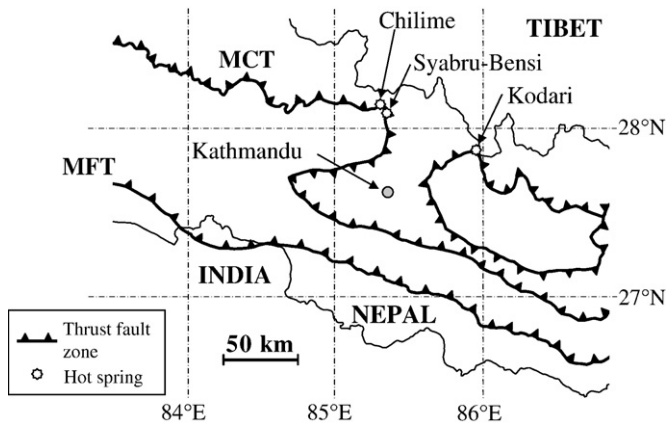 Chilime
TIBET
MCT
Syabru-Bensi
Kodari
28°N
Kathmandu
MFT
INDIA
27°N
NEPAL
Thrust fault
zone
Hot spring
50 km
84°E
85°E
86°E